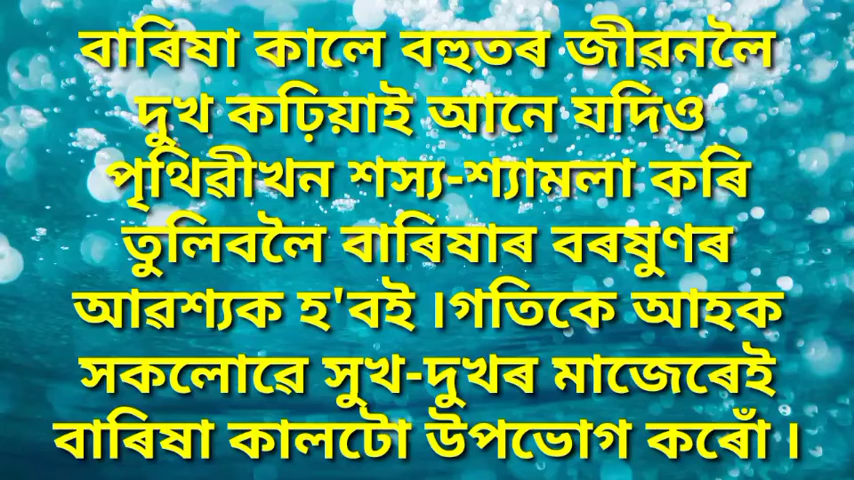 বাৰিষা কালে বহুতৰ জীৱনলৈ
দুখ কঢ়িয়াই আনে যদিও
পৃথিৱীখন শস্য-শ্যামলা কৰি
তুলিবলৈ বাৰিষাৰ বৰষুণৰ
আৱশ্যক হ'বই ।গতিকে আহক
সকলোৱে সুখ-দুখৰ মাজেৰেই
বাৰিষা কালটো উপভোগ কৰোঁ ।